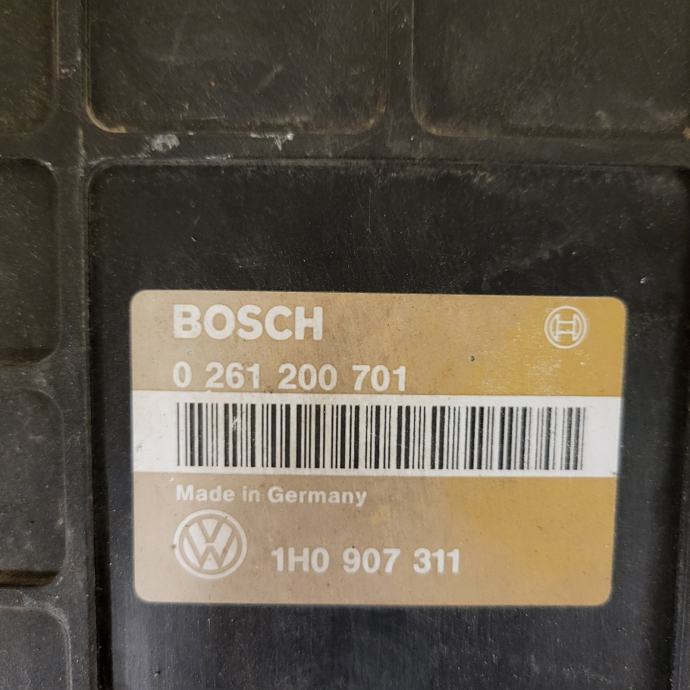 BOSCH
0 261 200 701
Made in Germany
1H0 907 311